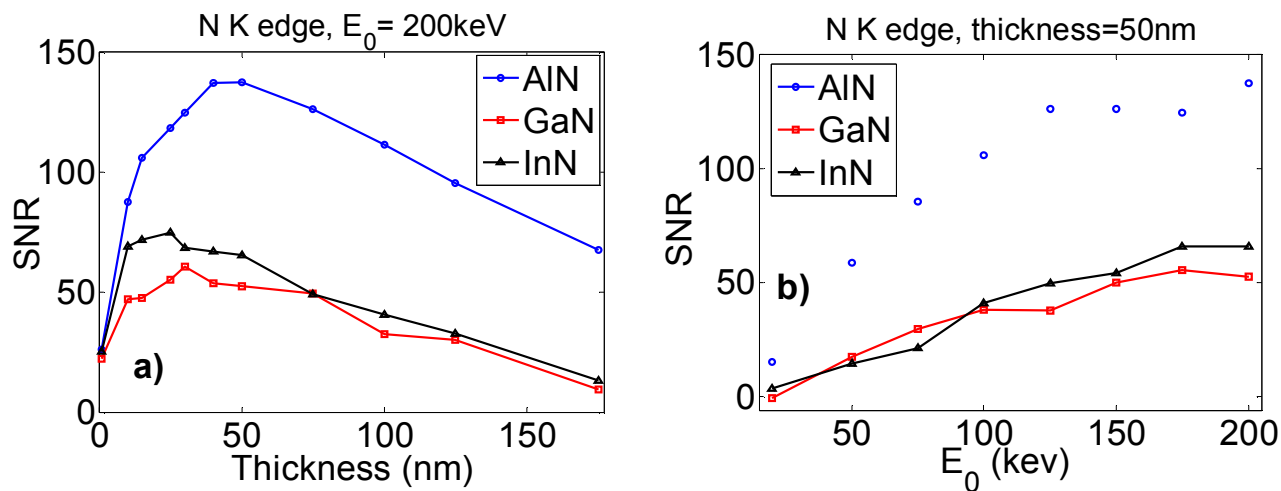 N K edge, E0= 200keV
150
100
50
0
SNR
AlN
GaN
InN
a)
0
50
100
150
Thickness (nm)
N K edge, thickness=50nm
150
100
50
0
SNR
AlN
GaN
InN
b)
50
100
150
200
E0 (kev)